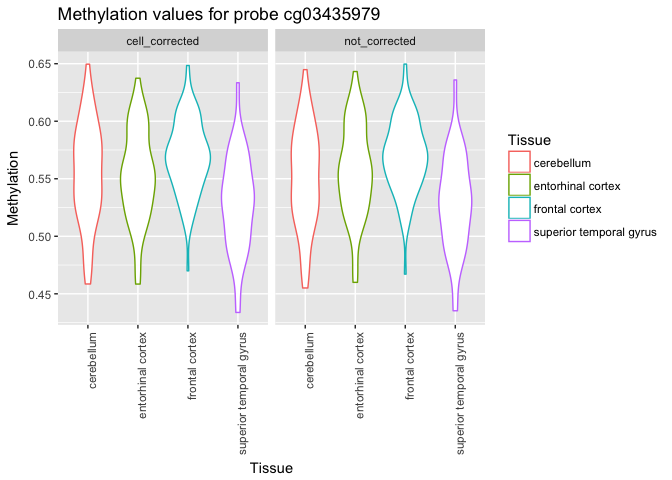 Methylation values for probe cg03435979
cell_corrected
not_corrected
0.65
0.60
0.55
0.50
0.45
Methylation
cerebellum
entorhinal cortex
frontal cortex
superior temporal gyrus
cerebellum
entorhinal cortex
frontal cortex
superior temporal gyrus
Tissue
Tissue
cerebellum
entorhinal cortex
frontal cortex
superior temporal gyrus